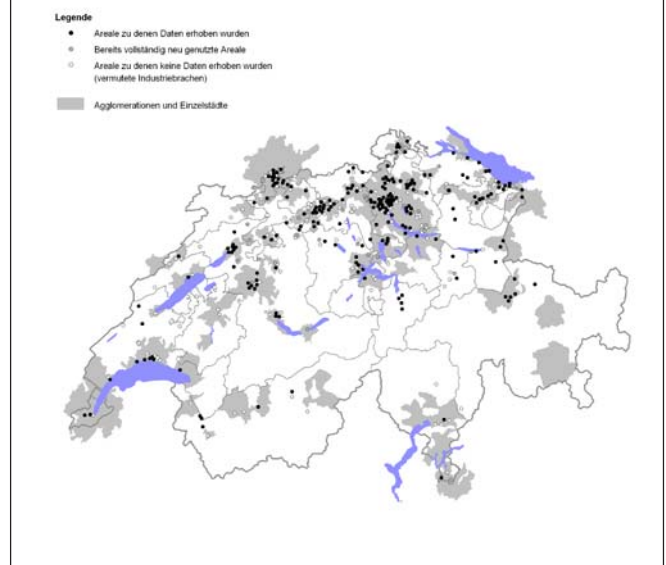 Legende
Areale zu denen Daten erhoben wurden
Bereits vollständig neu genutzte Areale
Areale zu denen keine Daten erhoben wurden
(vermutete Industriebrachen)
Agglomerationen und Einzelstädte